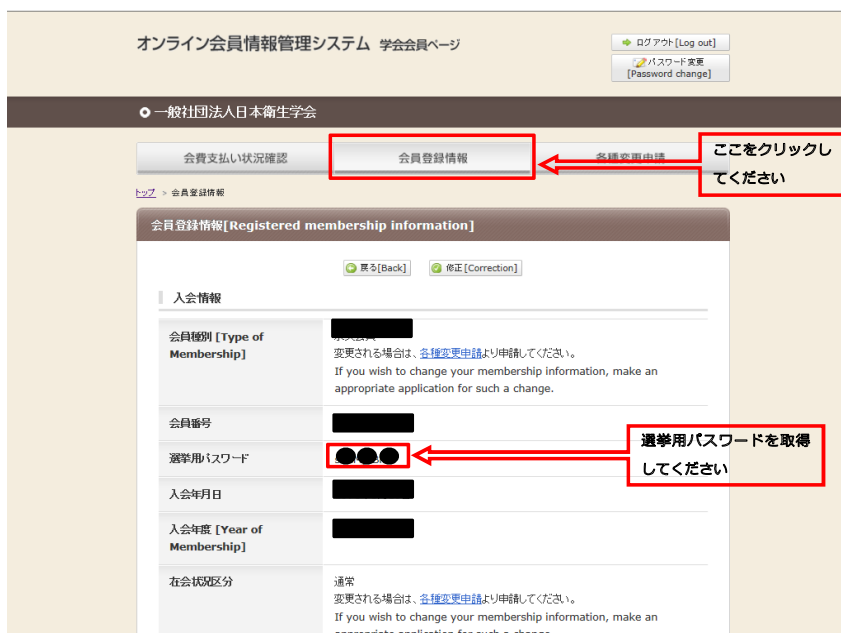 オンライン会員情報管理システム 学会会員ページ
ログアウト[Log out]
パスワード変更
[Password change]
一般社団法人日本衛生学会
会費支払い状況確認
会員登録情報
各種変更申請
ここをクリックし
てください
トップ > 会員登録情報
会員登録情報[Registered membership information]
戻る[Back]
修正[Correction]
入会情報
会員種別 [Type of
Membership]
変更される場合は、各種変更申請より申請してください。
If you wish to change your membership information, make an
appropriate application for such a change.
会員番号
選挙用パスワード
選挙用パスワードを取得
してください
入会年月日
入会年度 [Year of
Membership]
在会状況区分
通常
変更される場合は、各種変更申請より申請してください。
If you wish to change your membership information, make an
appropriate application for such a change.